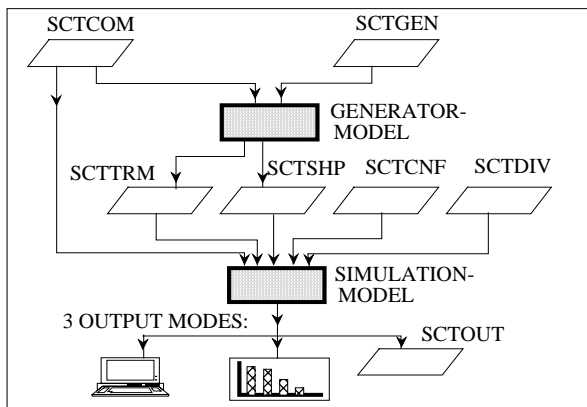 SCTCOM
SCTGEN
GENERATOR-
MODEL
SCTTRM
SCTSHP
SCTCNF
SCTDIV
SIMULATION-
MODEL
3 OUTPUT MODES:
SCTOUT